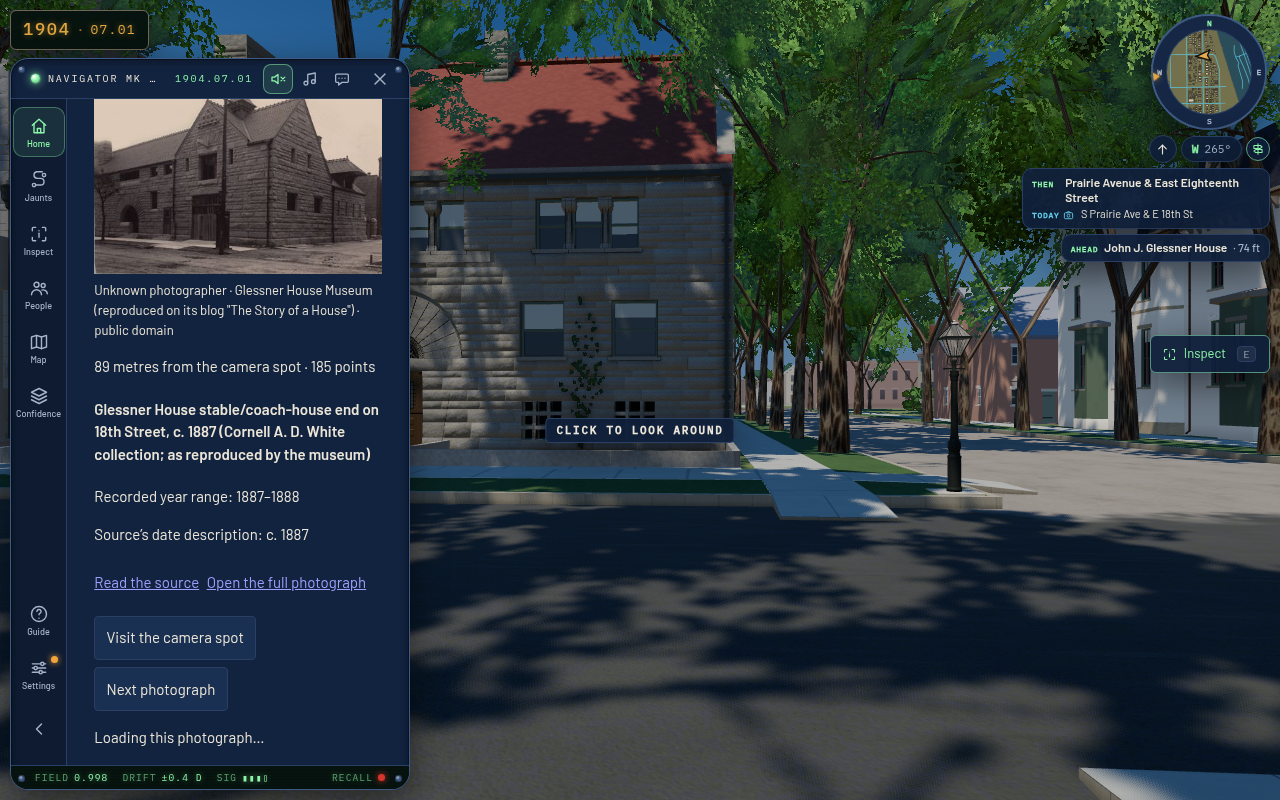 1904 · 07.01
NAVIGATOR MK …
1904.07.01
Home
Jaunts
Inspect
People
Map
Confidence
Guide
Settings
Unknown photographer · Glessner House Museum
(reproduced on its blog "The Story of a House") ·
public domain
89 metres from the camera spot · 185 points
Glessner House stable/coach-house end on
18th Street, c. 1887 (Cornell A. D. White
collection; as reproduced by the museum)
Recorded year range: 1887–1888
Source's date description: c. 1887
Read the source Open the full photograph
Visit the camera spot
Next photograph
Loading this photograph…
FIELD 0.998 DRIFT ±0.4 D SIG RECALL
CLICK TO LOOK AROUND
N
W E
S
W 265°
THEN Prairie Avenue & East Eighteenth
Street
TODAY S Prairie Ave & E 18th St
AHEAD John J. Glessner House · 74 ft
Inspect E